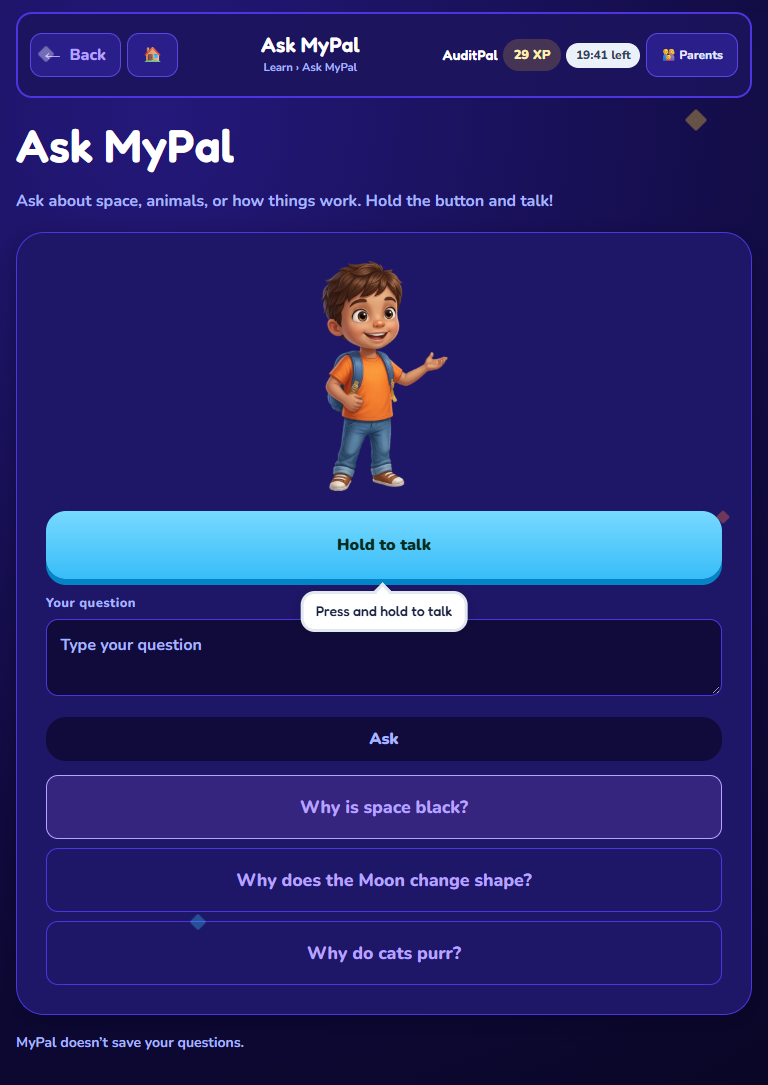 ← Back
Ask MyPal
Learn › Ask MyPal
AuditPal
29 XP
19:41 left
Parents
Ask MyPal
Ask about space, animals, or how things work. Hold the button and talk!
Hold to talk
Press and hold to talk
Your question
Type your question
Ask
Why is space black?
Why does the Moon change shape?
Why do cats purr?
MyPal doesn’t save your questions.